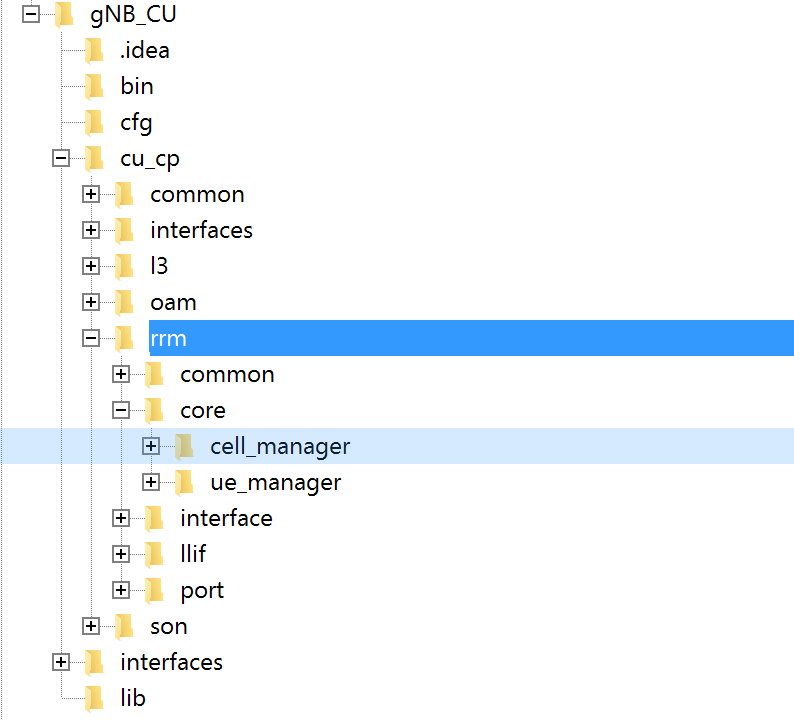 gNB_CU
.idea
bin
cfg
cu_cp
common
interfaces
l3
oam
rrm
common
core
cell_manager
ue_manager
interface
llif
port
son
interfaces
lib